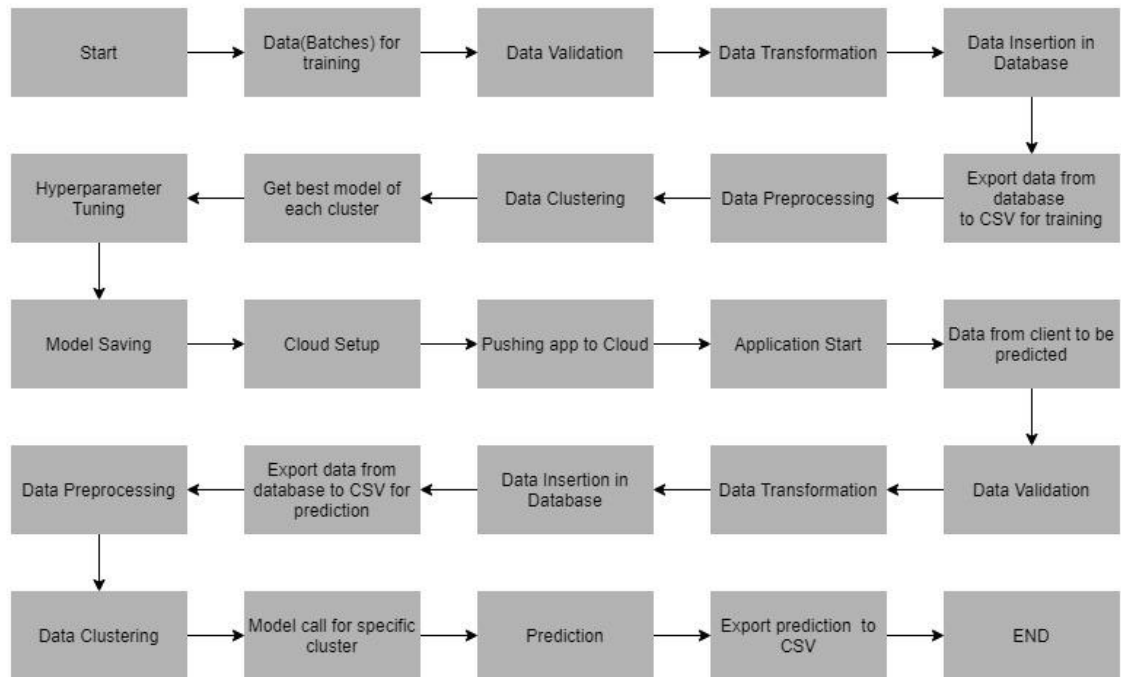 Start
Data(Batches) for
training
Data Validation
Data Transformation
Data Insertion in
Database
Export data from
database
to CSV for training
Data Preprocessing
Data Clustering
Get best model of
each cluster
Hyperparameter
Tuning
Model Saving
Cloud Setup
Pushing app to Cloud
Application Start
Data from client to be
predicted
Data Validation
Data Transformation
Data Insertion in
Database
Export data from
database to CSV for
prediction
Data Preprocessing
Data Clustering
Model call for specific
cluster
Prediction
Export prediction to
CSV
END